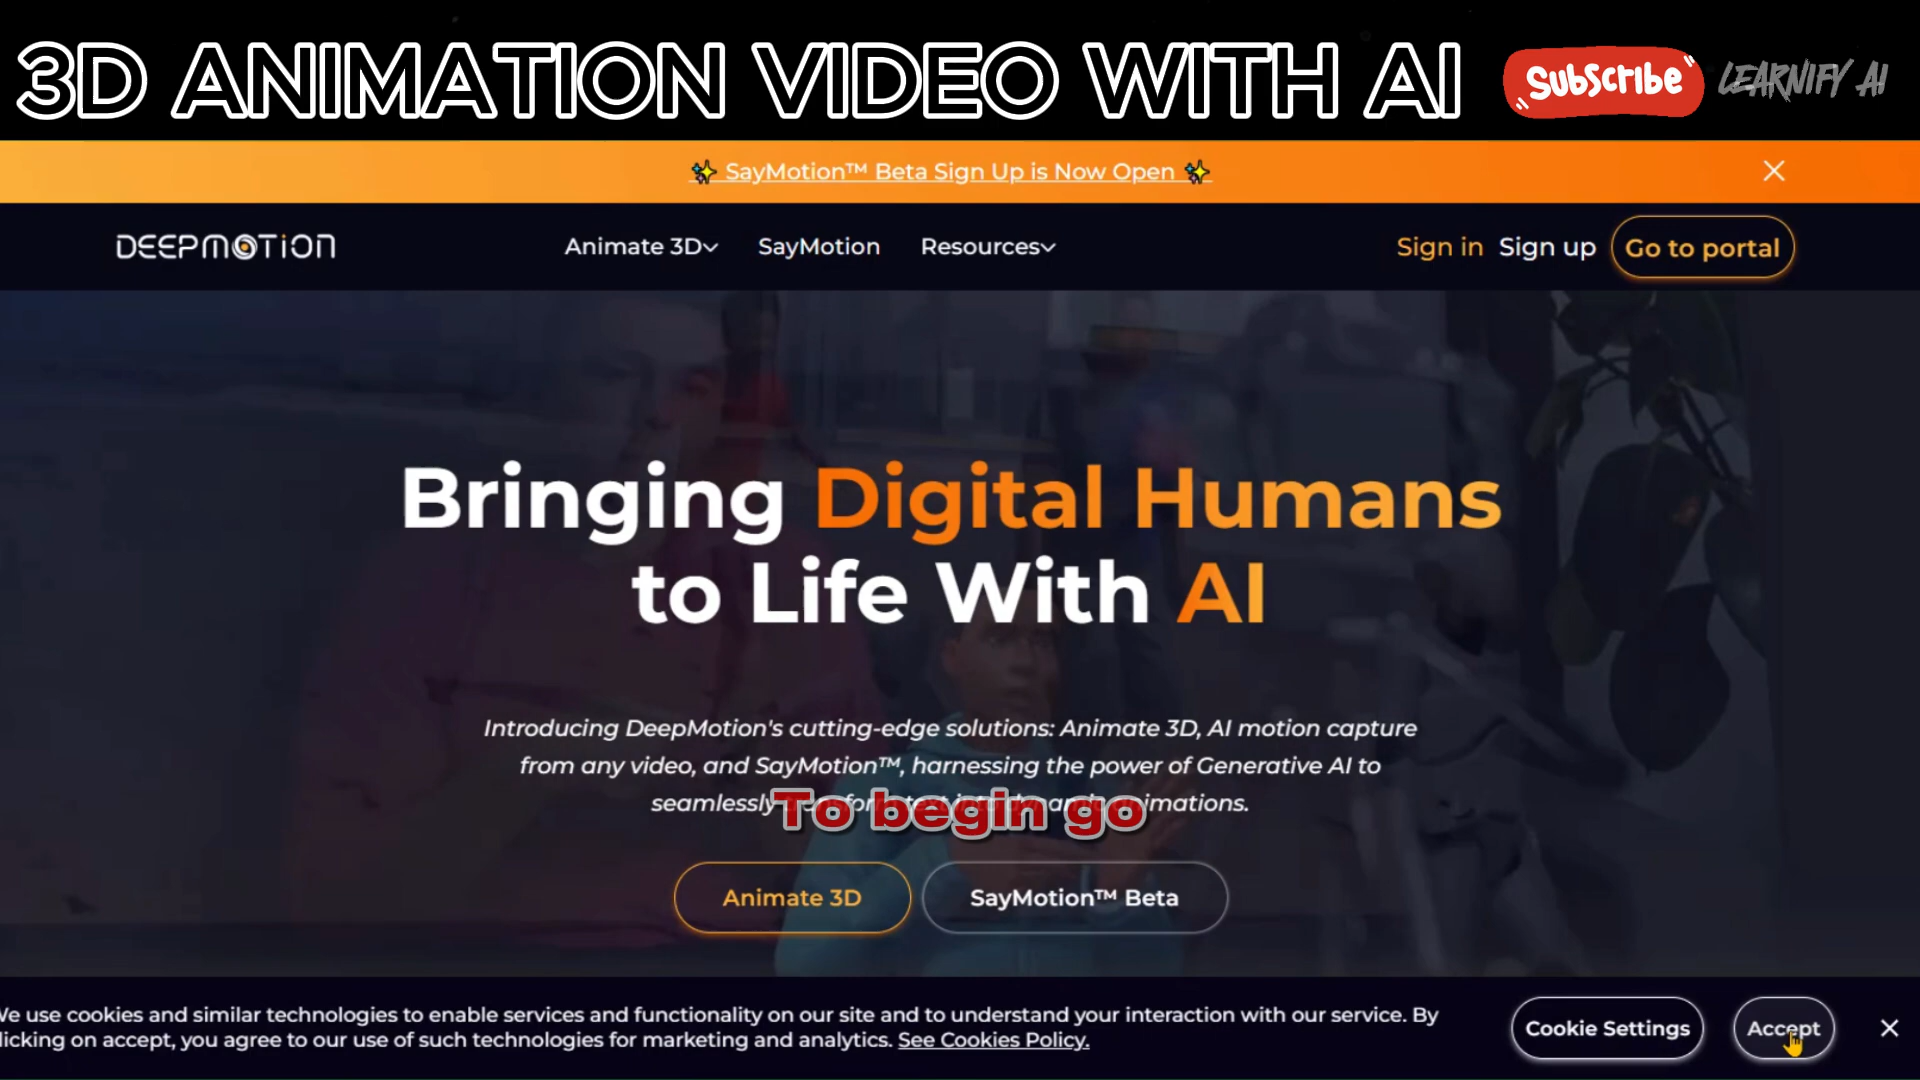 3D ANIMATION VIDEO WITH AI
Subscribe
LEARNIFY AI
SayMotion™ Beta Sign Up is Now Open
DEEPMOTION
Animate 3D
SayMotion
Resources
Sign in
Sign up
Go to portal
Bringing Digital Humans
to Life With AI
Introducing DeepMotion's cutting-edge solutions: Animate 3D, AI motion capture
from any video, and SayMotion™, harnessing the power of Generative AI to
seamlessly transform text into dynamic animations.
To begin go
Animate 3D
SayMotion™ Beta
We use cookies and similar technologies to enable services and functionality on our site and to understand your interaction with our service. By
licking on accept, you agree to our use of such technologies for marketing and analytics. See Cookies Policy.
Cookie Settings
Accept